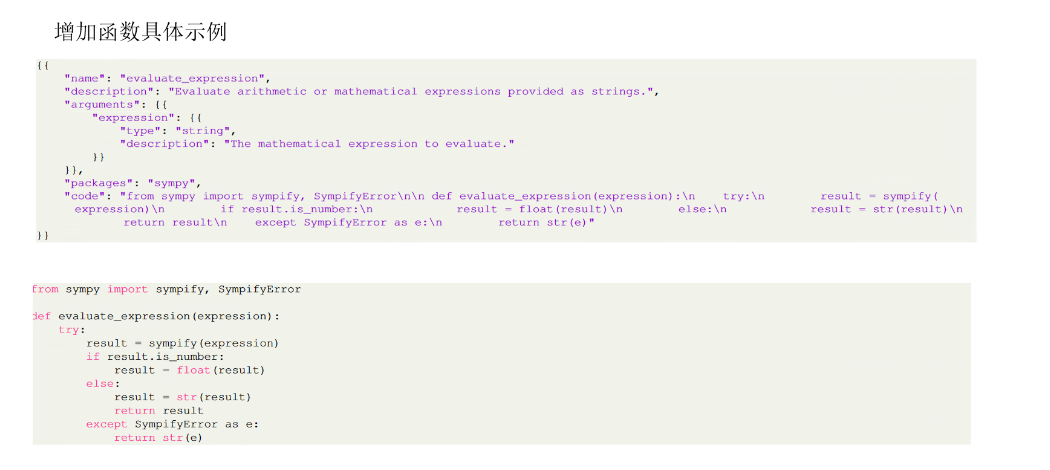 增加函数具体示例
{{
"name": "evaluate_expression",
"description": "Evaluate arithmetic or mathematical expressions provided as strings.",
"arguments": {{
"expression": {{
"type": "string",
"description": "The mathematical expression to evaluate."
}}
}},
"packages": "sympy",
"code": "from sympy import sympify, SympifyError\n\n def evaluate_expression(expression):\n    try:\n        result = sympify(
expression)\n        if result.is_number:\n            result = float(result)\n        else:\n            result = str(result)\n
return result\n    except SympifyError as e:\n        return str(e)"
}}
from sympy import sympify, SympifyError
def evaluate_expression(expression):
try:
result = sympify(expression)
if result.is_number:
result = float(result)
else:
result = str(result)
return result
except SympifyError as e:
return str(e)